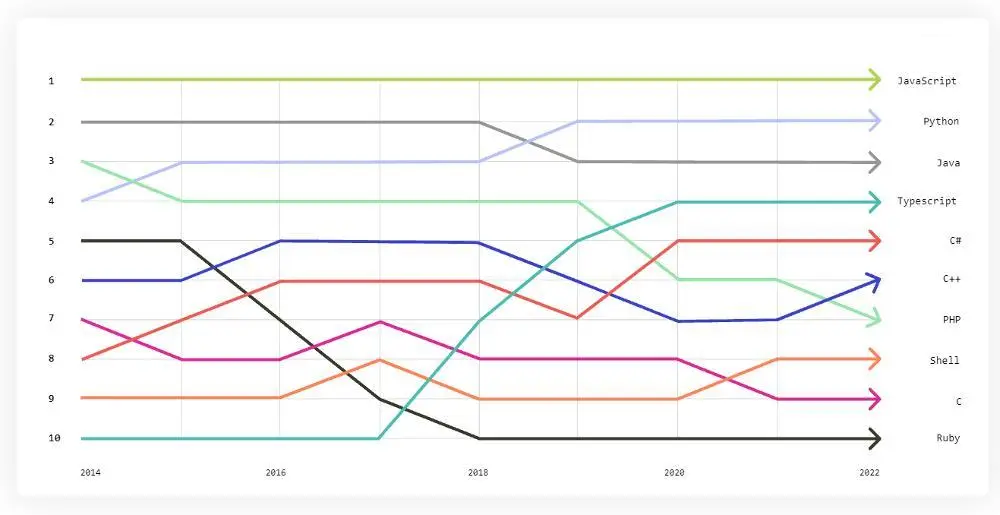 1 JavaScript
2 Python
3 Java
4 Typescript
5 C#
6 C++
7 PHP
8 Shell
9 C
10 Ruby
2014 2016 2018 2020 2022